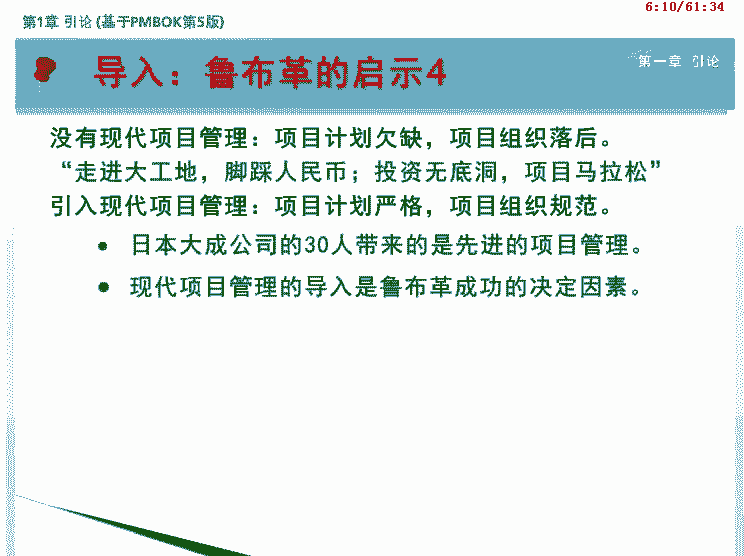 第1章 引论 (基于PMBOK第5版)
6:10/61:34
导入：鲁布革的启示4
第一章 引论
没有现代项目管理：项目计划欠缺，项目组织落后。
“走进大工地，脚踩人民币；投资无底洞，项目马拉松”
引入现代项目管理：项目计划严格，项目组织规范。
• 日本大成公司的30人带来的是先进的项目管理。
• 现代项目管理的导入是鲁布革成功的决定因素。